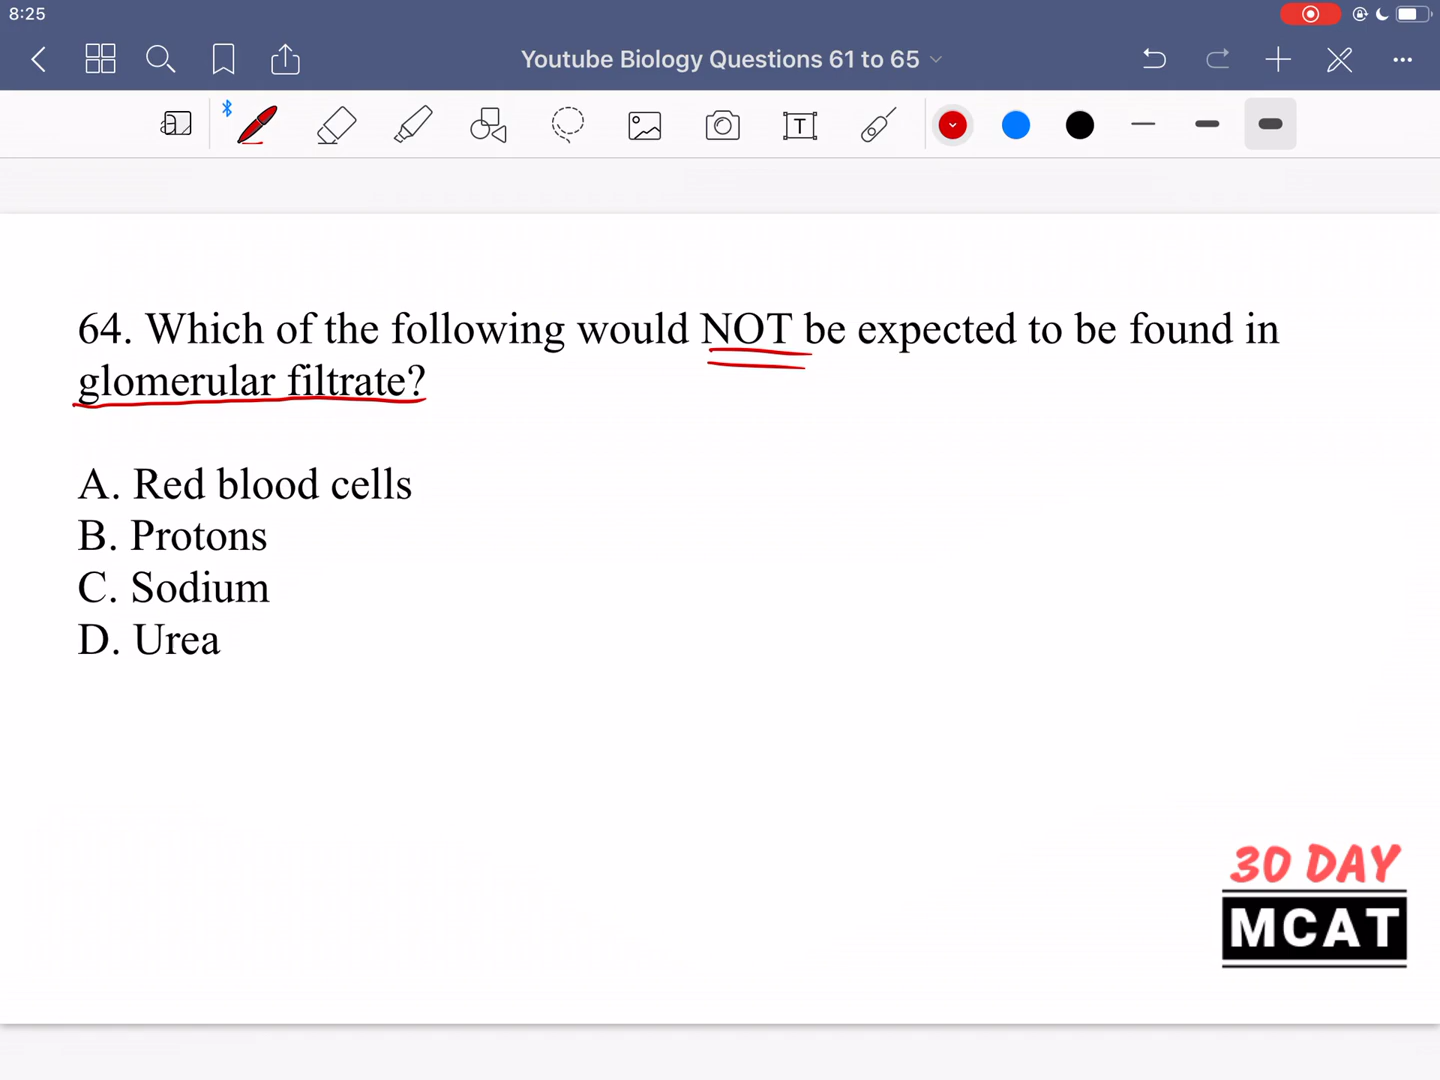 8:25
Youtube Biology Questions 61 to 65
a
T
64. Which of the following would NOT be expected to be found in
glomerular filtrate?
A. Red blood cells
B. Protons
C. Sodium
D. Urea
30 DAY
MCAT